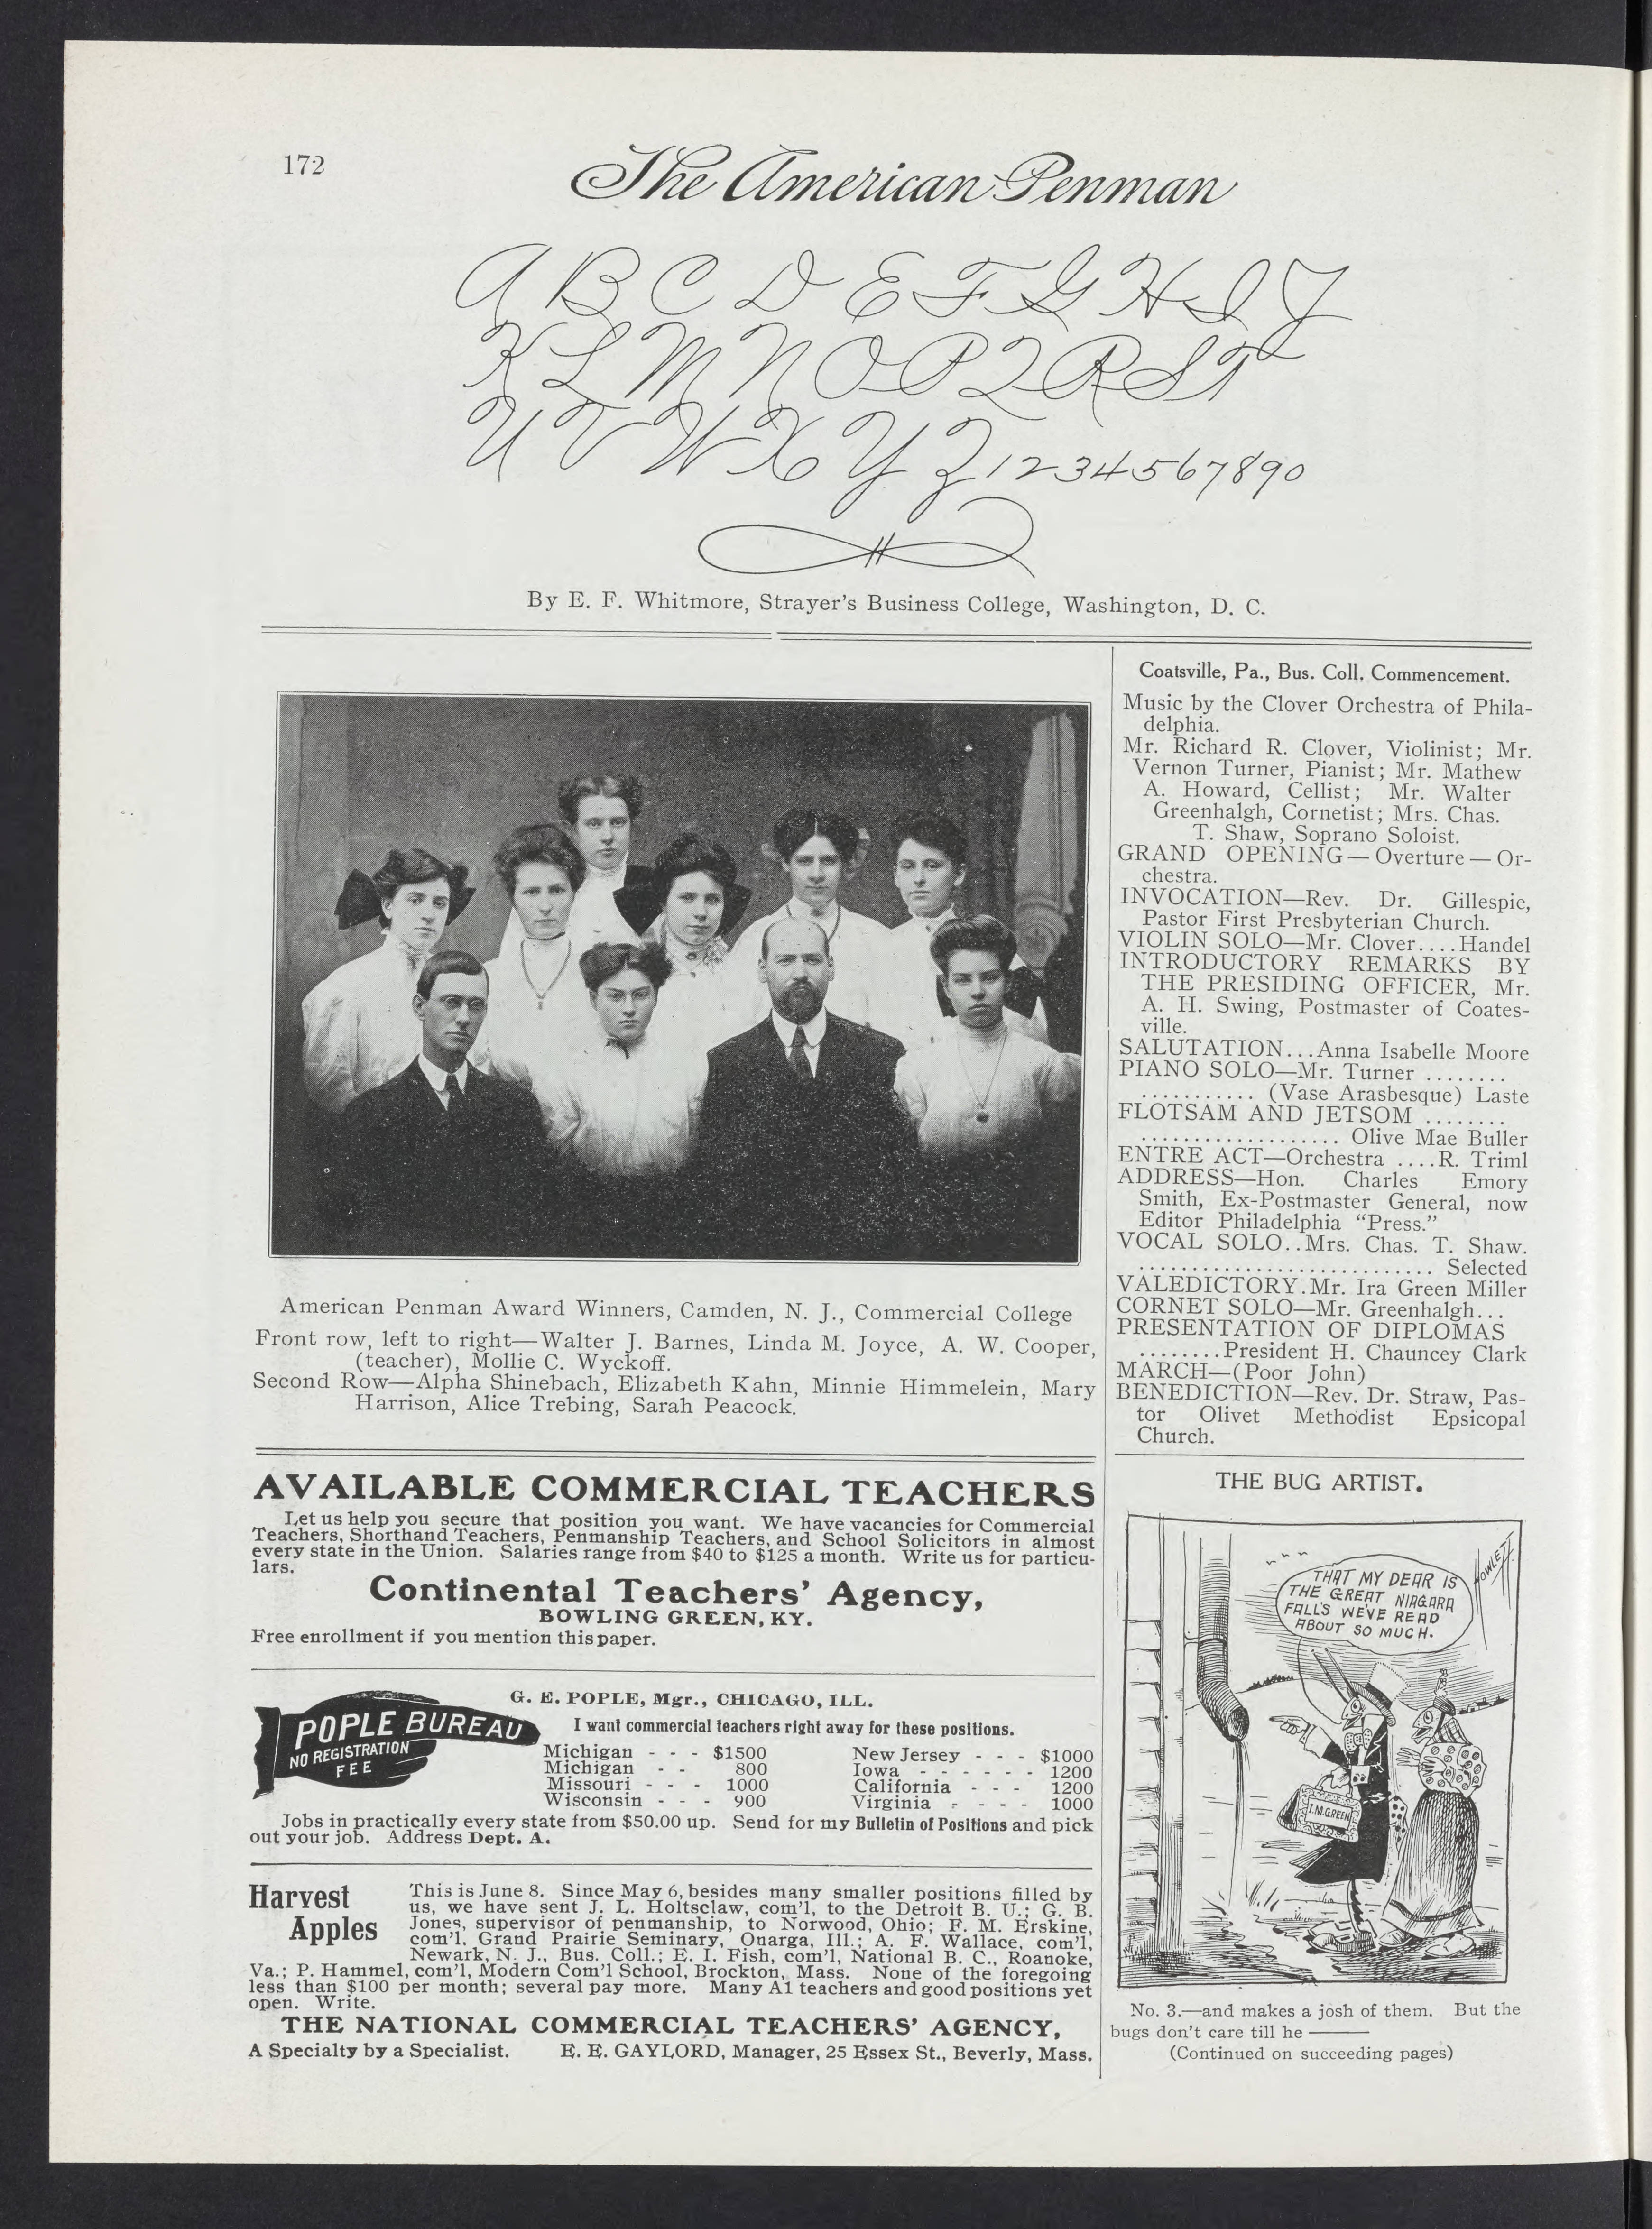 172
The American Penman
A B C D E F G H I J
K L M N O P Q R S T
U V W X Y Z 1234567890
By E. F. Whitmore, Strayer's Business College, Washington, D. C.
American Penman Award Winners, Camden, N. J., Commercial College
Front row, left to right—Walter J. Barnes, Linda M. Joyce, A. W. Cooper,
(teacher), Mollie C. Wyckoff.
Second Row—Alpha Shinebach, Elizabeth Kahn, Minnie Himmelein, Mary
Harrison, Alice Trebing, Sarah Peacock.
AVAILABLE COMMERCIAL TEACHERS
Let us help you secure that position you want. We have vacancies for Commercial
Teachers, Shorthand Teachers, Penmanship Teachers, and School Solicitors in almost
every state in the Union. Salaries range from $40 to $125 a month. Write us for particu-
lars.
Continental Teachers' Agency,
BOWLING GREEN, KY.
Free enrollment if you mention this paper.
POPLE BUREAU
NO REGISTRATION
FEE
G. E. POPLE, Mgr., CHICAGO, ILL.
I want commercial teachers right away for these positions.
Michigan - - - $1500 New Jersey - - - $1000
Michigan - - 800 Iowa - - - - - - 1200
Missouri - - - 1000 California - - - 1200
Wisconsin - - - 900 Virginia - - - - 1000
Jobs in practically every state from $50.00 up. Send for my Bulletin of Positions and pick
out your job. Address Dept. A.
Harvest
Apples
This is June 8. Since May 6, besides many smaller positions filled by
us, we have sent J. L. Holtsclaw, com'l, to the Detroit B. U.; G. B.
Jones, supervisor of penmanship, to Norwood, Ohio; F. M. Erskine,
com'l, Grand Prairie Seminary, Onarga, Ill.; A. F. Wallace, com'l,
Newark, N. J., Bus. Coll.; E. I. Fish, com'l, National B. C., Roanoke,
Va.; P. Hammel, com'l, Modern Com'l School, Brockton, Mass. None of the foregoing
less than $100 per month; several pay more. Many A1 teachers and good positions yet
open. Write.
THE NATIONAL COMMERCIAL TEACHERS' AGENCY,
A Specialty by a Specialist. E. E. GAYLORD, Manager, 25 Essex St., Beverly, Mass.
Coatsville, Pa., Bus. Coll. Commencement.
Music by the Clover Orchestra of Phila-
delphia.
Mr. Richard R. Clover, Violinist; Mr.
Vernon Turner, Pianist; Mr. Mathew
A. Howard, Cellist; Mr. Walter
Greenhalgh, Cornetist; Mrs. Chas.
T. Shaw, Soprano Soloist.
GRAND OPENING—Overture—Or-
chestra.
INVOCATION—Rev. Dr. Gillespie,
Pastor First Presbyterian Church.
VIOLIN SOLO—Mr. Clover....Handel
INTRODUCTORY REMARKS BY
THE PRESIDING OFFICER, Mr.
A. H. Swing, Postmaster of Coates-
ville.
SALUTATION...Anna Isabelle Moore
PIANO SOLO—Mr. Turner ........
........... (Vase Arasbesque) Laste
FLOTSAM AND JETSOM ........
................... Olive Mae Buller
ENTRE ACT—Orchestra ....R. Triml
ADDRESS—Hon. Charles Emory
Smith, Ex-Postmaster General, now
Editor Philadelphia "Press."
VOCAL SOLO..Mrs. Chas. T. Shaw.
............................ Selected
VALEDICTORY.Mr. Ira Green Miller
CORNET SOLO—Mr. Greenhalgh...
PRESENTATION OF DIPLOMAS
........President H. Chauncey Clark
MARCH—(Poor John)
BENEDICTION—Rev. Dr. Straw, Pas-
tor Olivet Methodist Epsicopal
Church.
THE BUG ARTIST.
HOWLETT.
THAT MY DEAR IS
THE GREAT NIAGARA
FALLS WE'VE READ
ABOUT SO MUCH.
I.M.GREEN
No. 3.—and makes a josh of them. But the
bugs don't care till he ———
(Continued on succeeding pages)